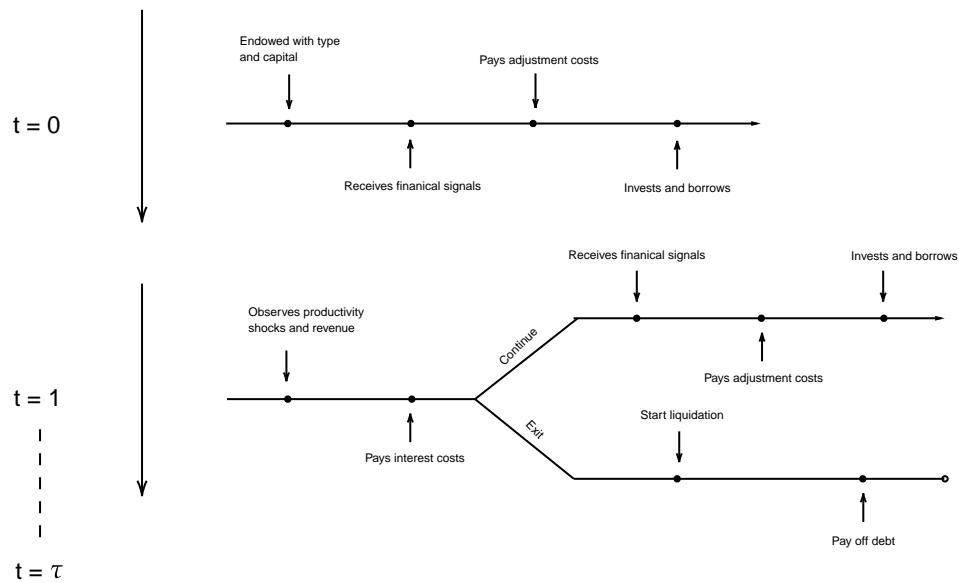 Endowed with type
and capital
Pays adjustment costs
t = 0
Receives finanical signals
Invests and borrows
Receives finanical signals
Invests and borrows
Observes productivity
shocks and revenue
Continue
Pays adjustment costs
t = 1
Exit
Start liquidation
Pays interest costs
Pay off debt
t = τ